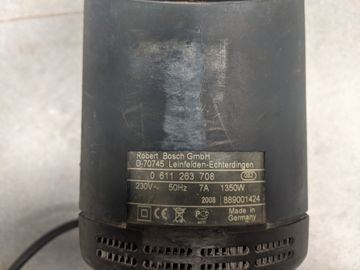 Robert Bosch GmbH
D-70745 Leinfelden-Echterdingen
0 611 263 708
230V~ 50Hz 7A 1350W
2008 889001424
CE
Made in
Germany